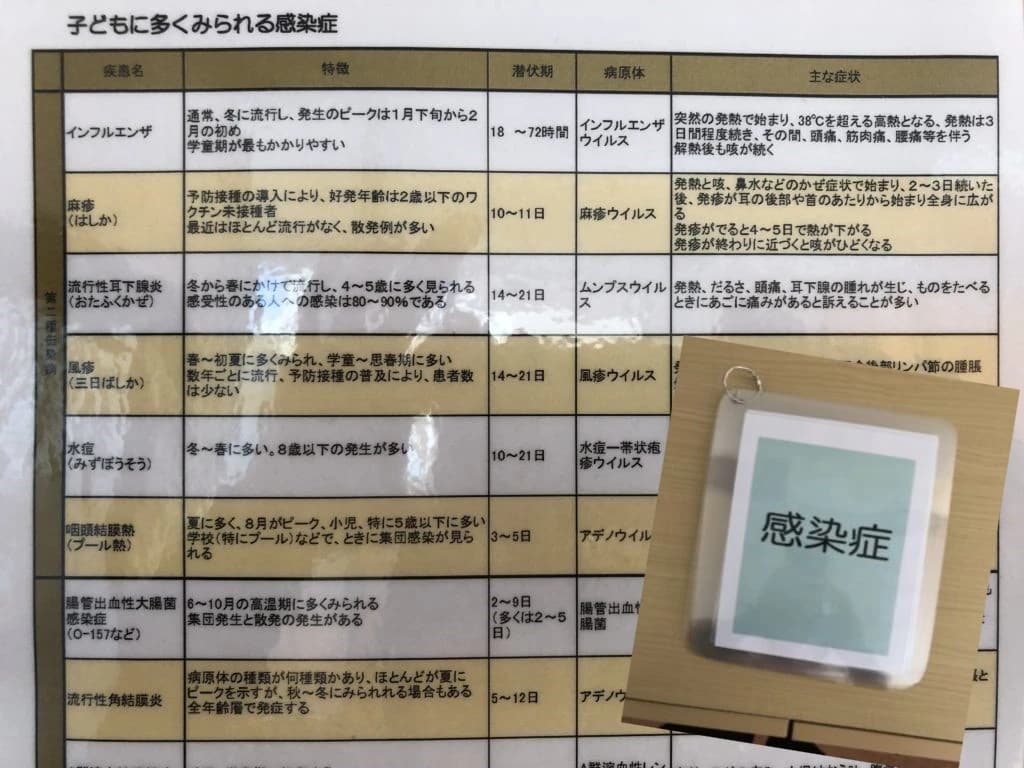 子どもに多くみられる感染症
疾患名 特徴 潜伏期 病原体 主な症状
インフルエンザ
通常、冬に流行し、発生のピークは1月下旬から2
月の初め
学童期が最もかかりやすい
18 ～72時間
インフルエンザ
ウイルス
突然の発熱で始まり、38℃を超える高熱となる、発熱は3
日間程度続き、その間、頭痛、筋肉痛、腰痛等を伴う
解熱後も咳が続く
麻疹
(はしか)
予防接種の導入により、好発年齢は2歳以下のワ
クチン未接種者
最近はほとんど流行がなく、散発例が多い
10～11日
麻疹ウイルス
発熱と咳、鼻水などのかぜ症状で始まり、2～3日続いた
後、発疹が耳の後部や首のあたりから始まり全身に広が
る
発疹がでると4～5日で熱が下がる
発疹が終わりに近づくと咳がひどくなる
流行性耳下腺炎
(おたふくかぜ)
冬から春にかけて流行し、4～5歳に多く見られる
感受性のある人への感染は80～90％である
14～21日
ムンプスウイル
ス
発熱、だるさ、頭痛、耳下腺の腫れが生じ、ものをたべる
ときにあごに痛みがあると訴えることが多い
風疹
(三日ばしか)
春～初夏に多くみられ、学童～思春期に多い
数年ごとに流行、予防接種の普及により、患者数
は少ない
14～21日
風疹ウイルス
後部リンパ節の腫脹
水痘
(みずぼうそう)
冬～春に多い。8歳以下の発生が多い
10～21日
水痘ー帯状疱
疹ウイルス
咽頭結膜熱
(プール熱)
夏に多く、8月がピーク、小児、特に5歳以下に多い
学校(特にプール)などで、ときに集団感染が見ら
れる
3～5日
アデノウイル
腸管出血性大腸菌
感染症
(O-157など)
6～10月の高温期に多くみられる
集団発生と散発の発生がある
2～9日
(多くは2～5
日)
腸管出血性
腸菌
流行性角結膜炎
病原体の種類が何種類かあり、ほとんどが夏に
ピークを示すが、秋～冬にみられれる場合もある
全年齢層で発症する
5～12日
アデノウ
感染症